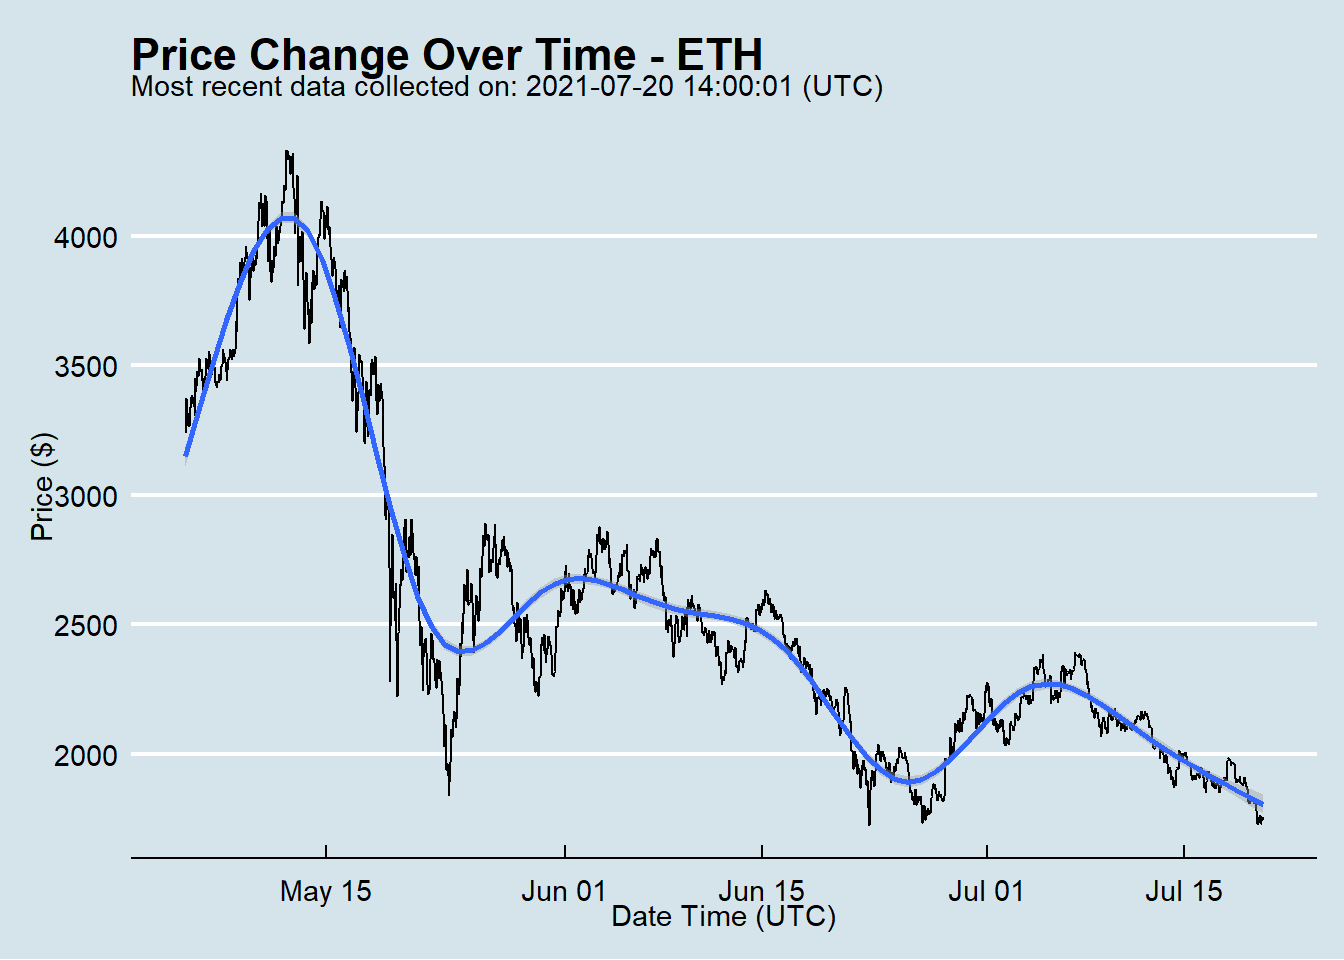 Price Change Over Time - ETH
Most recent data collected on: 2021-07-20 14:00:01 (UTC)
Price ($)
4000
3500
3000
2500
2000
May 15
Jun 01
Jun 15
Jul 01
Jul 15
Date Time (UTC)